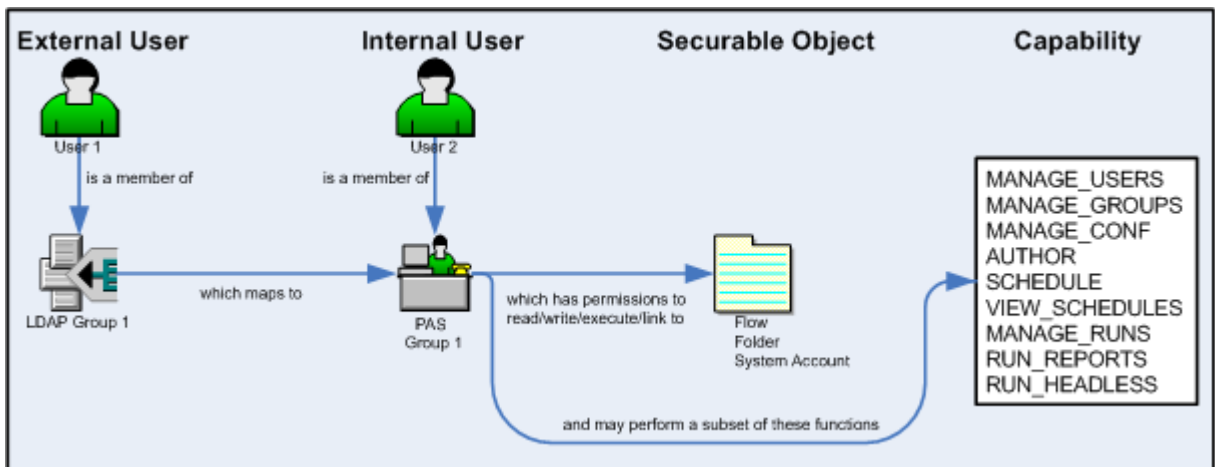 External User
Internal User
Securable Object
Capability
User 1
User 2
is a member of
is a member of
MANAGE_USERS
MANAGE_GROUPS
MANAGE_CONF
AUTHOR
SCHEDULE
VIEW_SCHEDULES
MANAGE_RUNS
RUN_REPORTS
RUN_HEADLESS
which maps to
which has permissions to
read/write/execute/link to
LDAP Group 1
PAS
Group 1
Flow
Folder
System Account
and may perform a subset of these functions